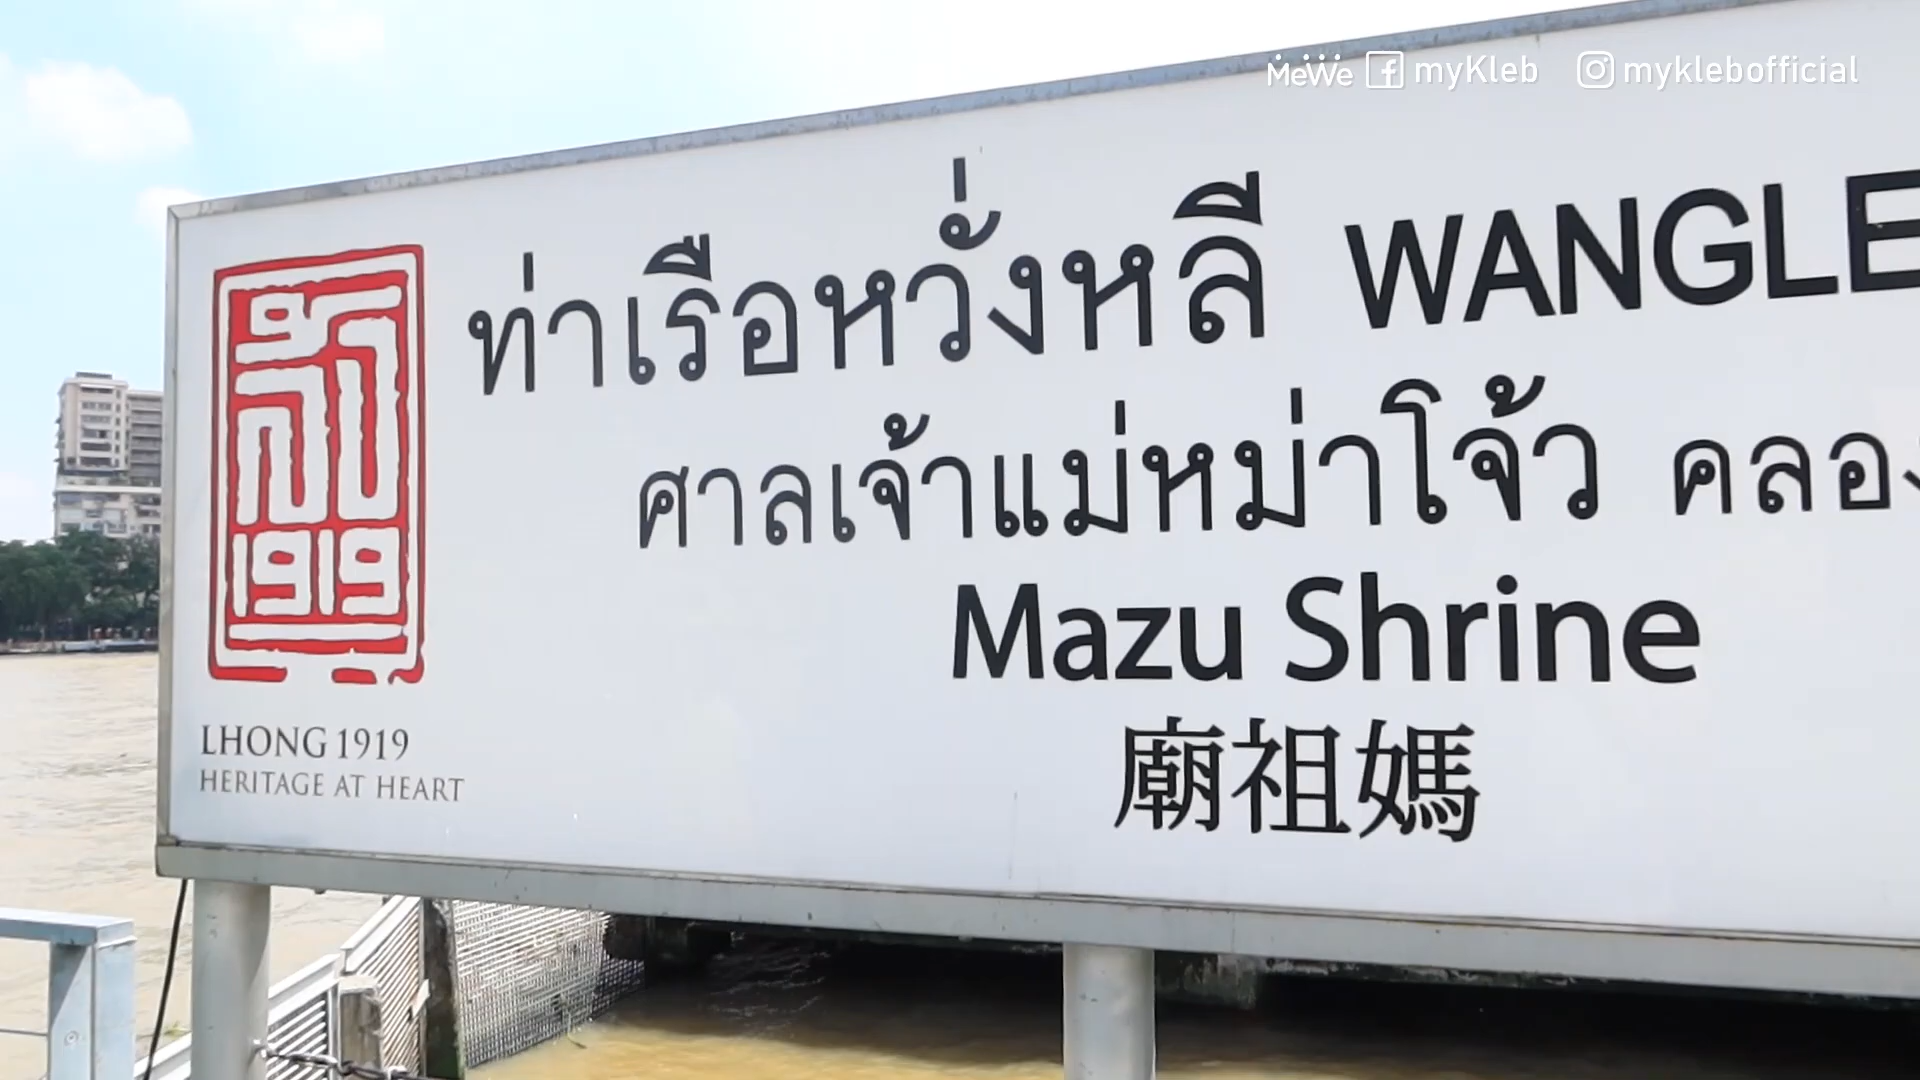 MeWe myKleb myklebofficial
ท่าเรือหวั่งหลี WANGLE
ศาลเจ้าแม่หม่าโจ้ว คลอง
Mazu Shrine
廟祖媽
1919
LHONG 1919
HERITAGE AT HEART